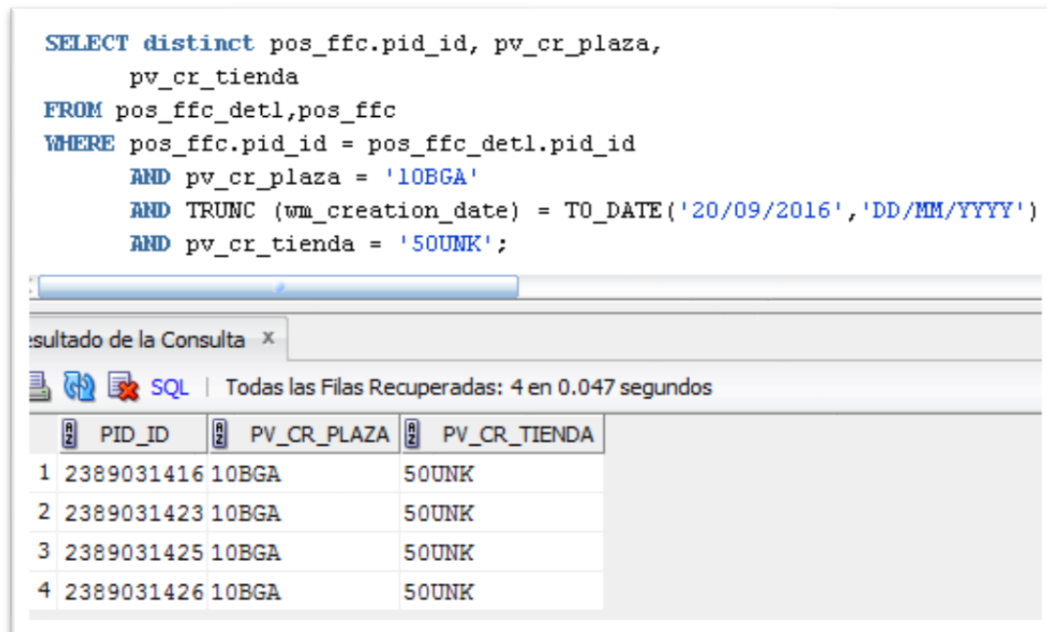 SELECT distinct pos_ffc.pid_id, pv_cr_plaza,
pv_cr_tienda
FROM pos_ffc_detl,pos_ffc
WHERE pos_ffc.pid_id = pos_ffc_detl.pid_id
AND pv_cr_plaza = '10BGA'
AND TRUNC (wm_creation_date) = TO_DATE('20/09/2016','DD/MM/YYYY')
AND pv_cr_tienda = '50UNK';
esultado de la Consulta x
SQL | Todas las Filas Recuperadas: 4 en 0.047 segundos
PID_ID PV_CR_PLAZA PV_CR_TIENDA
1 2389031416 10BGA 50UNK
2 2389031423 10BGA 50UNK
3 2389031425 10BGA 50UNK
4 2389031426 10BGA 50UNK